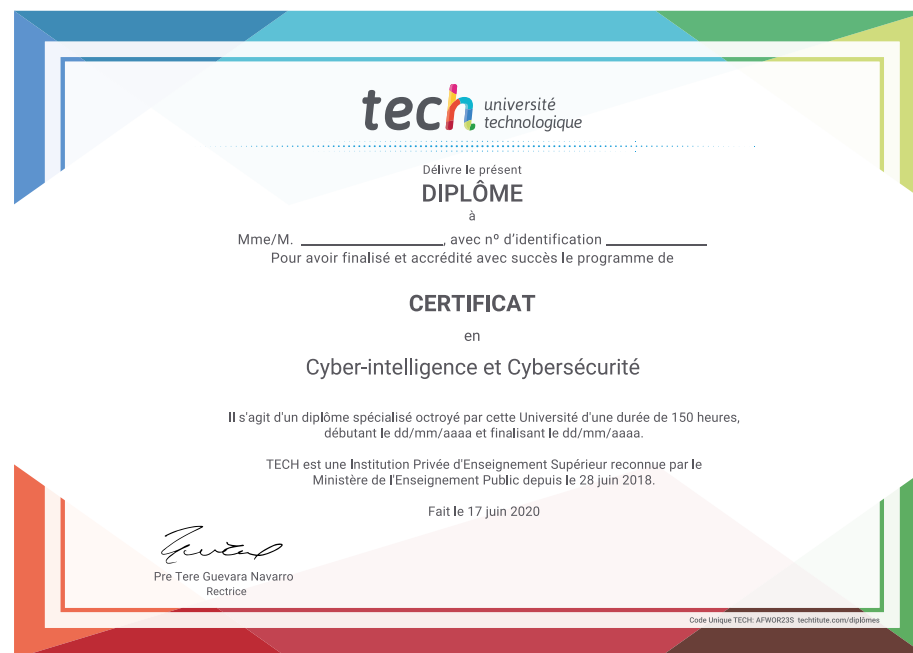 tech université
technologique
Délivre le présent
DIPLÔME
à
Mme/M. ____________________, avec nº d'identification ______________
Pour avoir finalisé et accrédité avec succès le programme de
CERTIFICAT
en
Cyber-intelligence et Cybersécurité
Il s'agit d'un diplôme spécialisé octroyé par cette Université d'une durée de 150 heures,
débutant le dd/mm/aaaa et finalisant le dd/mm/aaaa.
TECH est une Institution Privée d'Enseignement Supérieur reconnue par le
Ministère de l'Enseignement Public depuis le 28 juin 2018.
Fait le 17 juin 2020
Pre Tere Guevara Navarro
Rectrice
Code Unique TECH: AFWOR23S techtitute.com/diplômes